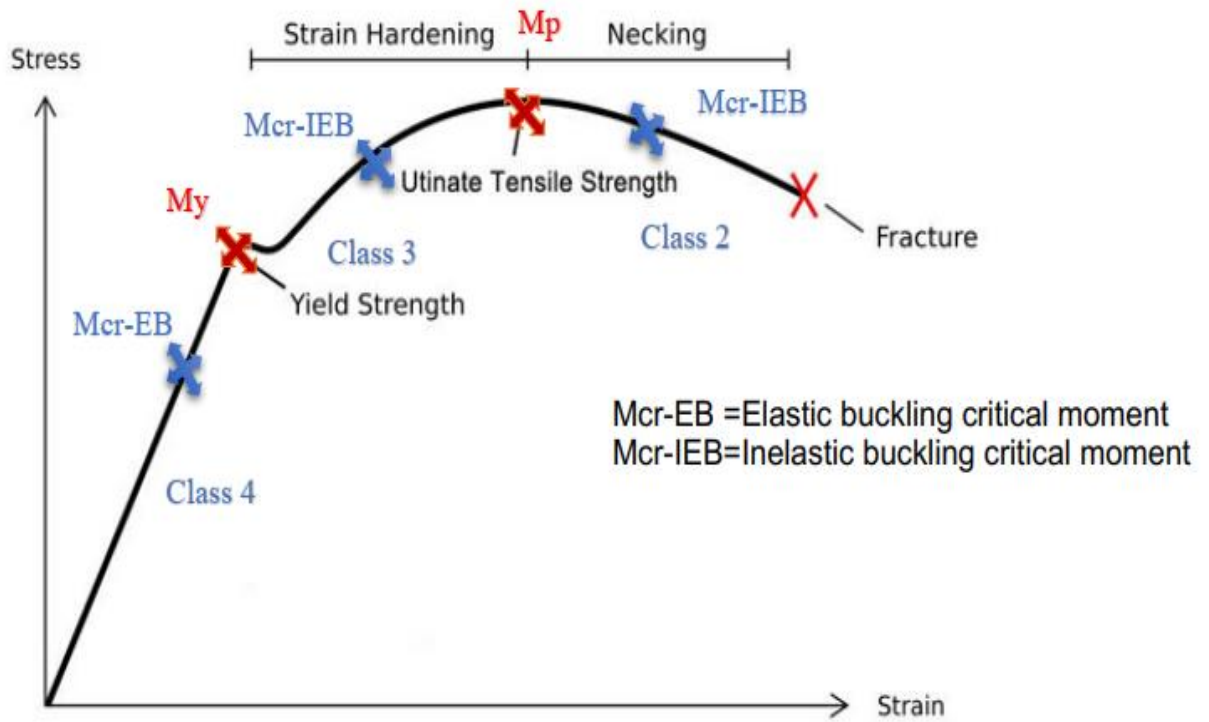 Mp
Strain Hardening
Necking
Stress
Mcr-IEB
Mcr-IEB
Utinate Tensile Strength
My
Class 3
Class 2
Fracture
Yield Strength
Mcr-EB
Mcr-EB =Elastic buckling critical moment
Mcr-IEB=Inelastic buckling critical moment
Class 4
Strain